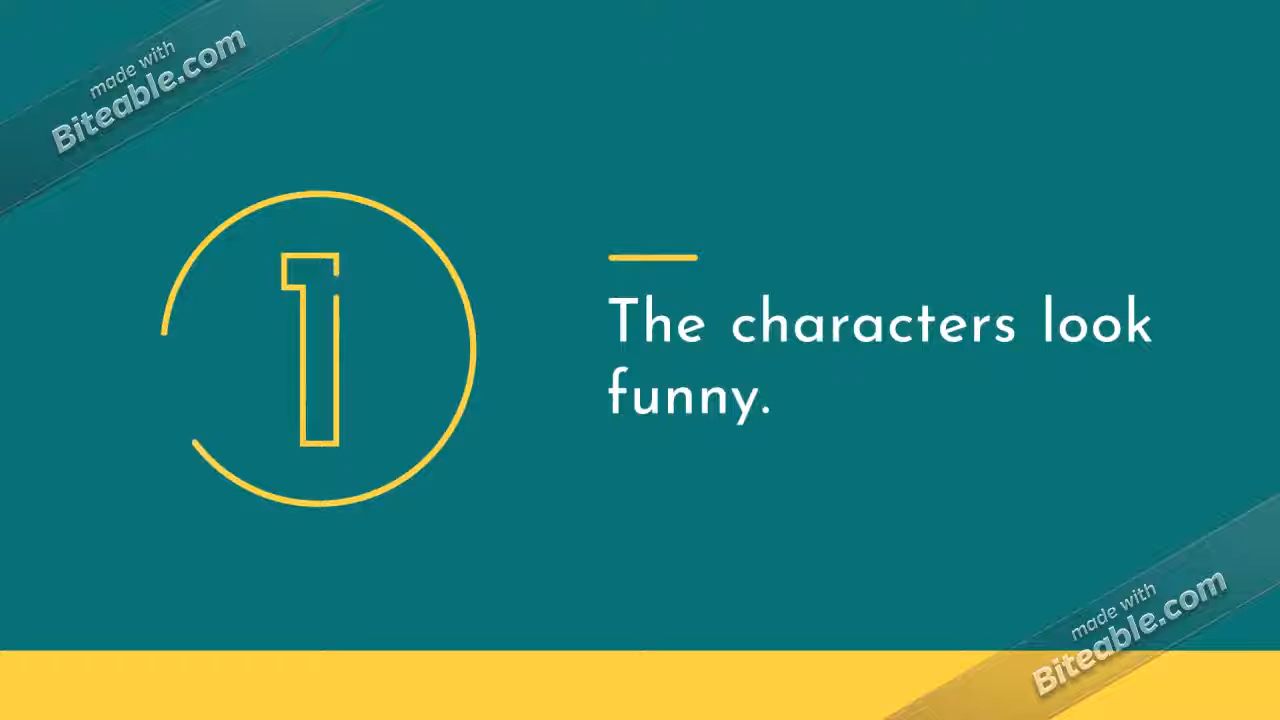 made with
Biteable.com
1
The characters look
funny.
made with
Biteable.com